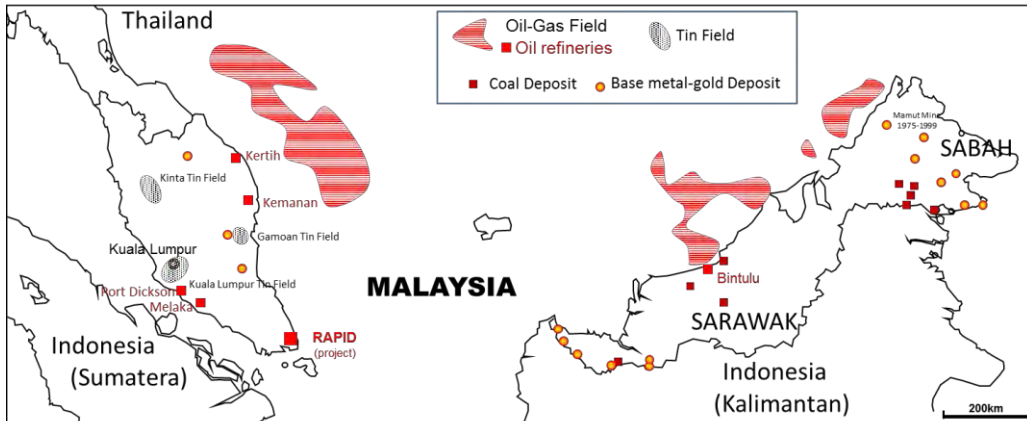 Thailand
Oil-Gas Field
Oil refineries
Tin Field
Coal Deposit
Base metal-gold Deposit
Mamut Min
1975-1999
SABAH
Kertih
Kinta Tin Field
Kemanan
Gamoan Tin Field
Kuala Lumpur
Kuala Lumpur Tin Field
Port Dickson
Melaka
MALAYSIA
Bintulu
SARAWAK
RAPID
(project)
Indonesia
(Sumatera)
Indonesia
(Kalimantan)
200km